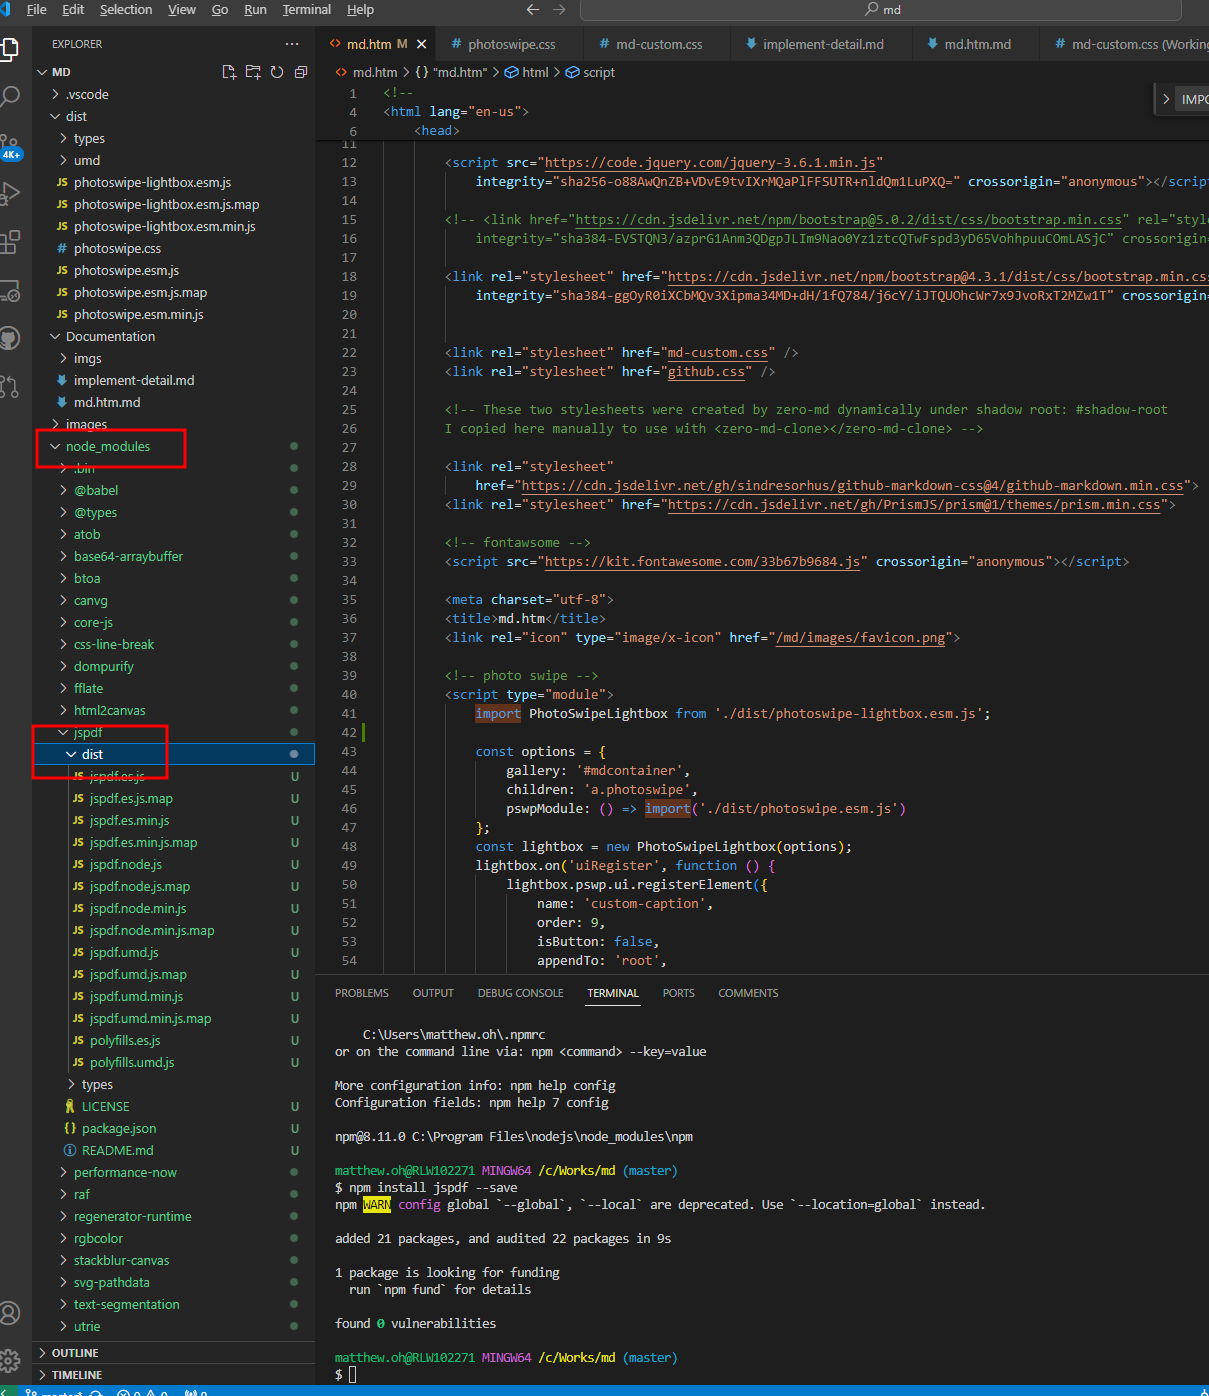 File Edit Selection View Go Run Terminal Help
md
EXPLORER
MD
.vscode
dist
types
umd
JS photoswipe-lightbox.esm.js
JS photoswipe-lightbox.esm.js.map
JS photoswipe-lightbox.esm.min.js
# photoswipe.css
JS photoswipe.esm.js
JS photoswipe.esm.js.map
JS photoswipe.esm.min.js
Documentation
imgs
implement-detail.md
md.htm.md
images
node_modules
.bin
@babel
@types
atob
base64-arraybuffer
btoa
canvg
core-js
css-line-break
dompurify
fflate
html2canvas
jspdf
dist
JS jspdf.es.js U
JS jspdf.es.js.map U
JS jspdf.es.min.js U
JS jspdf.es.min.js.map U
JS jspdf.node.js U
JS jspdf.node.js.map U
JS jspdf.node.min.js U
JS jspdf.node.min.js.map U
JS jspdf.umd.js U
JS jspdf.umd.js.map U
JS jspdf.umd.min.js U
JS jspdf.umd.min.js.map U
JS polyfills.es.js U
JS polyfills.umd.js U
types
LICENSE U
{} package.json U
README.md U
performance-now
raf
regenerator-runtime
rgbcolor
stackblur-canvas
svg-pathdata
text-segmentation
utrie
OUTLINE
TIMELINE
4K+
<> md.htm M × # photoswipe.css # md-custom.css implement-detail.md md.htm.md # md-custom.css (Working
<> md.htm > {} "md.htm" > html > script
> IMPO
1 <!--
4 <html lang="en-us">
6 <head>
11
12 <script src="https://code.jquery.com/jquery-3.6.1.min.js"
13 integrity="sha256-o88AwQnZB+VDvE9tvIXrMQaPlFFSUTR+nldQm1LuPXQ=" crossorigin="anonymous"></script
14
15 <!-- <link href="https://cdn.jsdelivr.net/npm/bootstrap@5.0.2/dist/css/bootstrap.min.css" rel="style
16 integrity="sha384-EVSTQN3/azprG1Anm3QDgpJLIm9Nao0Yz1ztcQTwFspd3yD65VohhpuuCOmLASjC" crossorigin=
17
18 <link rel="stylesheet" href="https://cdn.jsdelivr.net/npm/bootstrap@4.3.1/dist/css/bootstrap.min.css
19 integrity="sha384-ggOyR0iXCbMQv3Xipma34MD+dH/1fQ784/j6cY/iJTQUOhcWr7x9JvoRxT2MZw1T" crossorigin=
20
21
22 <link rel="stylesheet" href="md-custom.css" />
23 <link rel="stylesheet" href="github.css" />
24
25 <!-- These two stylesheets were created by zero-md dynamically under shadow root: #shadow-root
26 I copied here manually to use with <zero-md-clone></zero-md-clone> -->
27
28 <link rel="stylesheet"
29 href="https://cdn.jsdelivr.net/gh/sindresorhus/github-markdown-css@4/github-markdown.min.css">
30 <link rel="stylesheet" href="https://cdn.jsdelivr.net/gh/PrismJS/prism@1/themes/prism.min.css">
31
32 <!-- fontawsome -->
33 <script src="https://kit.fontawesome.com/33b67b9684.js" crossorigin="anonymous"></script>
34
35 <meta charset="utf-8">
36 <title>md.htm</title>
37 <link rel="icon" type="image/x-icon" href="/md/images/favicon.png">
38
39 <!-- photo swipe -->
40 <script type="module">
41 import PhotoSwipeLightbox from './dist/photoswipe-lightbox.esm.js';
42
43 const options = {
44 gallery: '#mdcontainer',
45 children: 'a.photoswipe',
46 pswpModule: () => import('./dist/photoswipe.esm.js')
47 };
48 const lightbox = new PhotoSwipeLightbox(options);
49 lightbox.on('uiRegister', function () {
50 lightbox.pswp.ui.registerElement({
51 name: 'custom-caption',
52 order: 9,
53 isButton: false,
54 appendTo: 'root',
PROBLEMS OUTPUT DEBUG CONSOLE TERMINAL PORTS COMMENTS
C:\Users\matthew.oh\.npmrc
or on the command line via: npm <command> --key=value
More configuration info: npm help config
Configuration fields: npm help 7 config
npm@8.11.0 C:\Program Files\nodejs\node_modules\npm
matthew.oh@RLW102271 MINGW64 /c/Works/md (master)
$ npm install jspdf --save
npm WARN config global `--global`, `--local` are deprecated. Use `--location=global` instead.
added 21 packages, and audited 22 packages in 9s
1 package is looking for funding
run `npm fund` for details
found 0 vulnerabilities
matthew.oh@RLW102271 MINGW64 /c/Works/md (master)
$